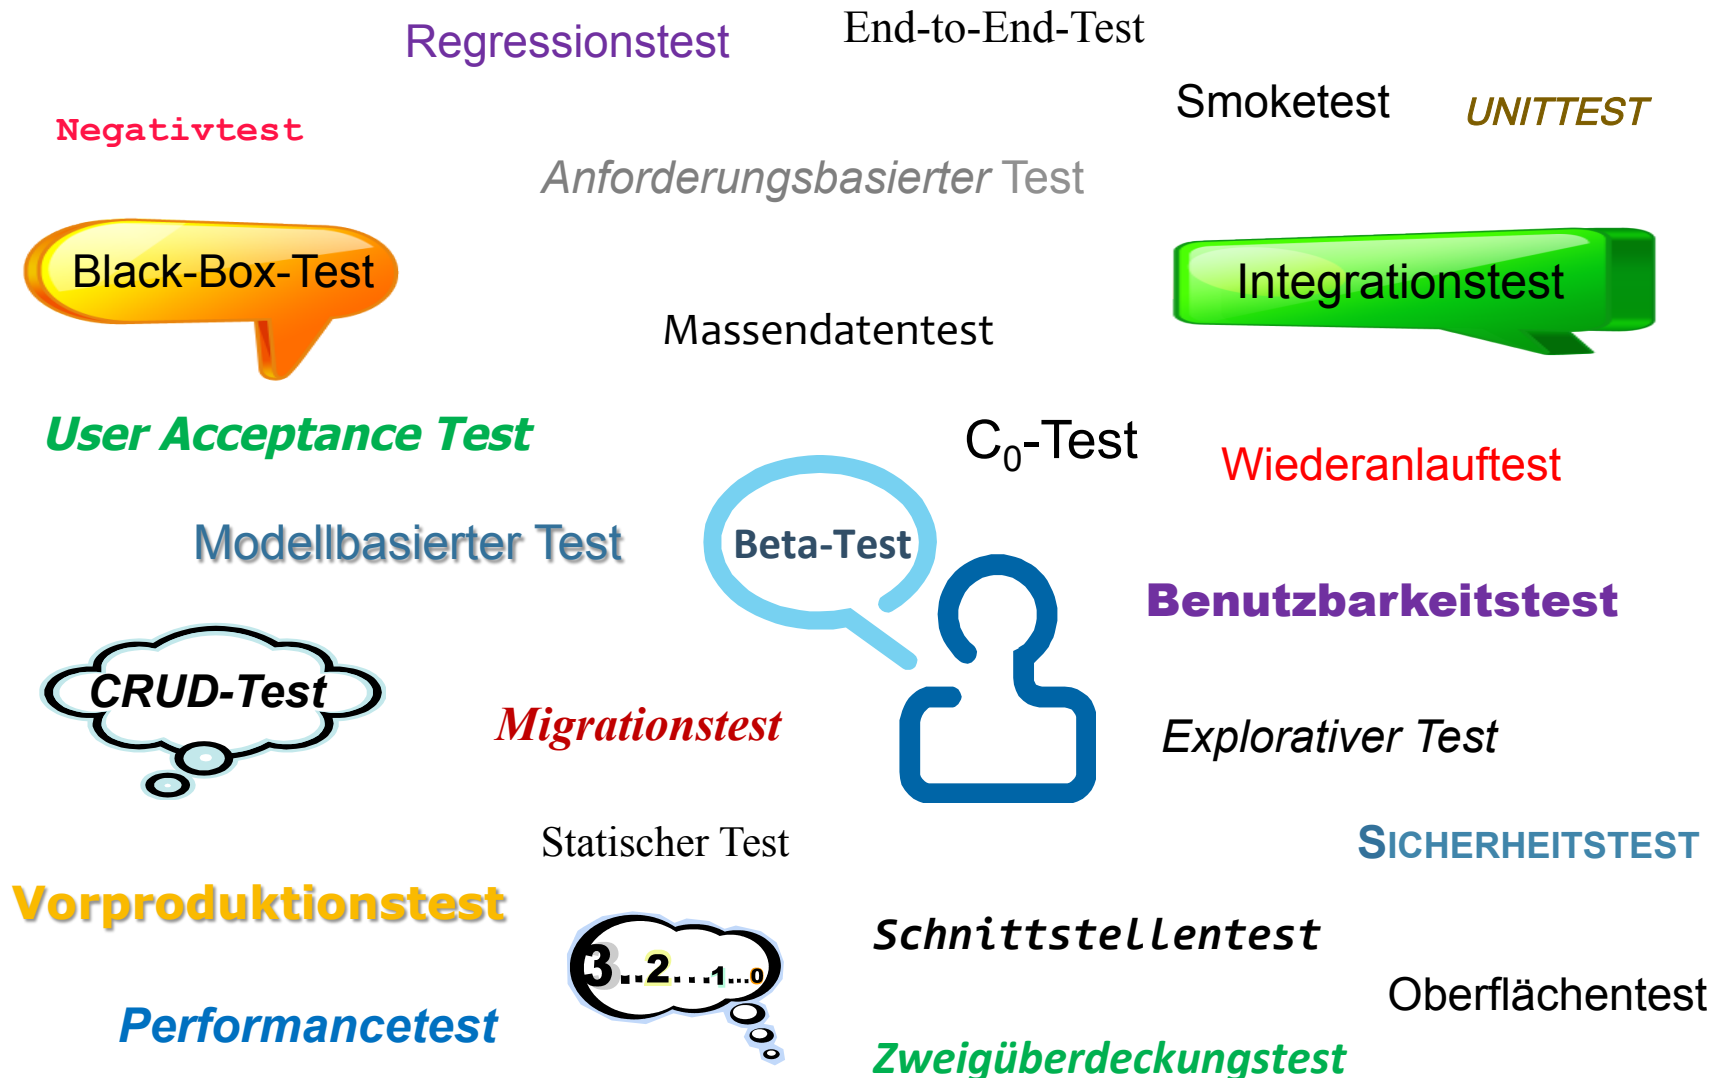 Regressionstest
End-to-End-Test
Smoketest
UNITTEST
Negativtest
Anforderungsbasierter Test
Black-Box-Test
Integrationstest
Massendatentest
User Acceptance Test
C₀-Test
Wiederanlauftest
Modellbasierter Test
Beta-Test
Benutzbarkeitstest
CRUD-Test
Migrationstest
Explorativer Test
Statischer Test
SICHERHEITSTEST
Vorproduktionstest
Schnittstellentest
3..2...1...0
Oberflächentest
Performancetest
Zweigüberdeckungstest